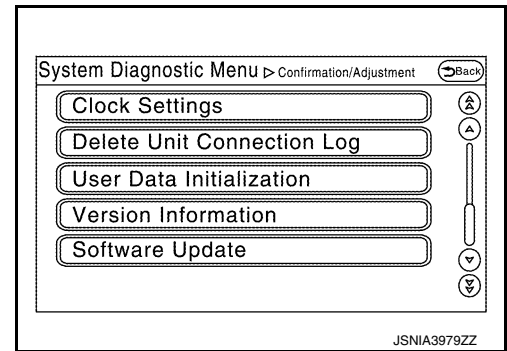 System Diagnostic Menu ▷ Confirmation/Adjustment Back
Clock Settings
Delete Unit Connection Log
User Data Initialization
Version Information
Software Update
JSNIA3979ZZ